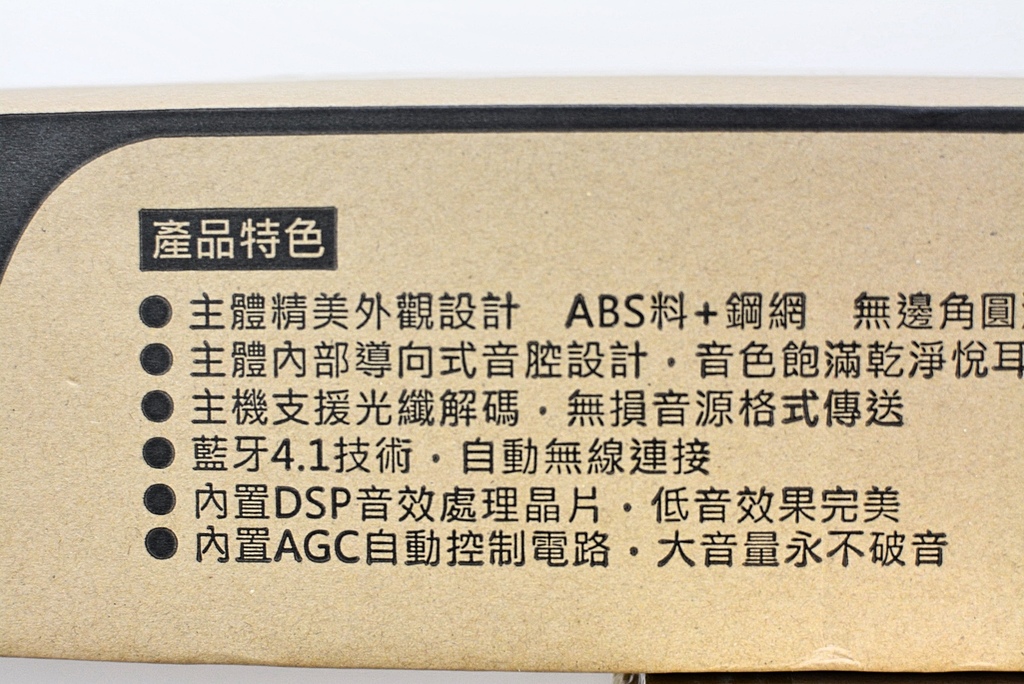 產品特色
● 主體精美外觀設計 ABS料+鋼網 無邊角圓
● 主體內部導向式音腔設計・音色飽滿乾淨悅耳
● 主機支援光纖解碼・無損音源格式傳送
● 藍牙4.1技術・自動無線連接
● 內置DSP音效處理晶片・低音效果完美
● 內置AGC自動控制電路・大音量永不破音